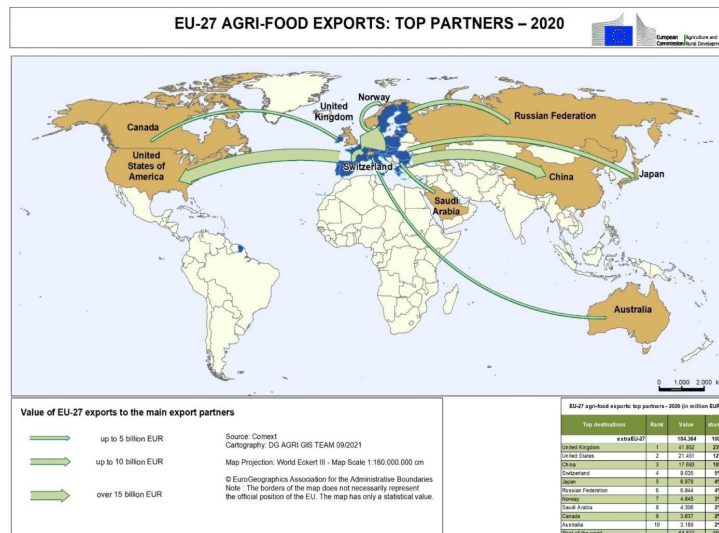 EU-27 AGRI-FOOD EXPORTS: TOP PARTNERS – 2020
European Commission
Agriculture and
Rural Development
Norway
United Kingdom
Canada
Russian Federation
United States of America
Switzerland
China
Japan
Saudi Arabia
Australia
0 1.000 2.000
Value of EU-27 exports to the main export partners
up to 5 billion EUR
up to 10 billion EUR
over 15 billion EUR
Source: Comext
Cartography: DG AGRI GIS TEAM 09/2021
Map Projection: World Eckert III - Map Scale 1:160.000.000 cm
© EuroGeographics Association for the Administrative Boundaries
Note : The borders of the map does not necessarily represent
the official position of the EU. The map has only a statistical value.
EU-27 agri-food exports: top partners - 2020 (in million EUR
Top destinations Rank Value
extraEU-27 184.364
United Kingdom 1 41.952
United States 2 21.451
China 3
Switzerland 4 9.035
Japan 5 6.978
Russian Federation 6 6.844
Norway 7 4.845
Saudi Arabia 8 4.306
Canada 9 3.637
Australia 10 3.189